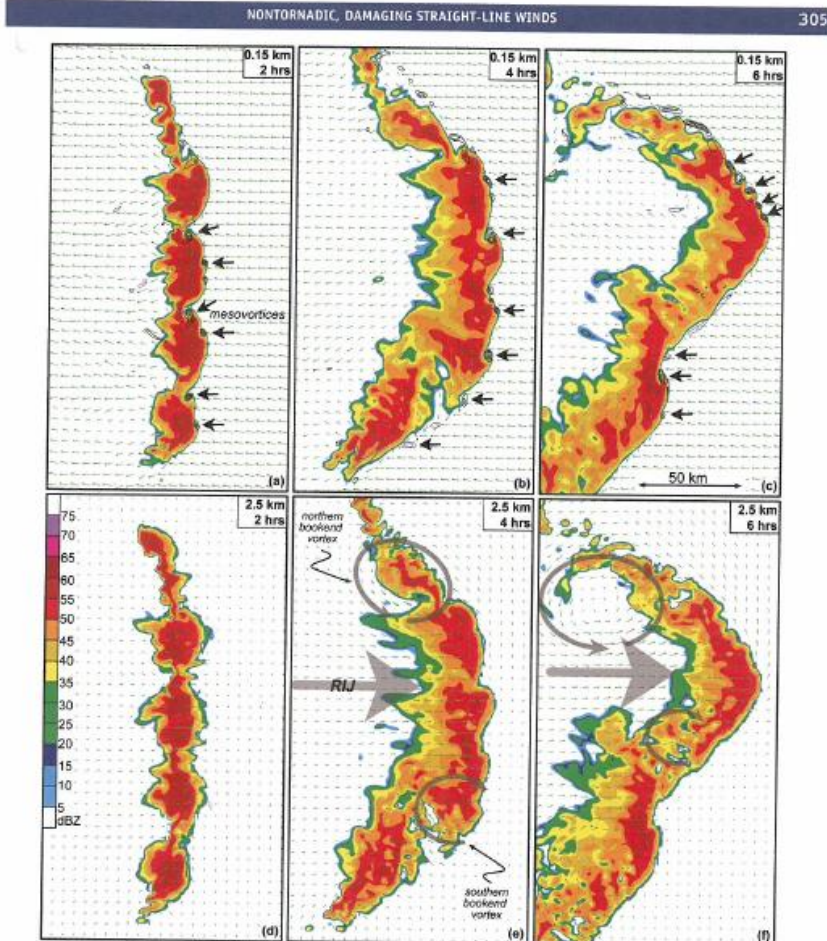 NONTORNADIC, DAMAGING STRAIGHT-LINE WINDS
305
0.15 km
2 hrs
mesovortices
(a)
0.15 km
4 hrs
(b)
0.15 km
6 hrs
50 km
(c)
2.5 km
2 hrs
75
70
65
60
55
50
45
40
35
30
25
20
15
10
5
dBZ
(d)
2.5 km
4 hrs
northern
bookend
vortex
RIJ
southern
bookend
vortex
(e)
2.5 km
6 hrs
(f)